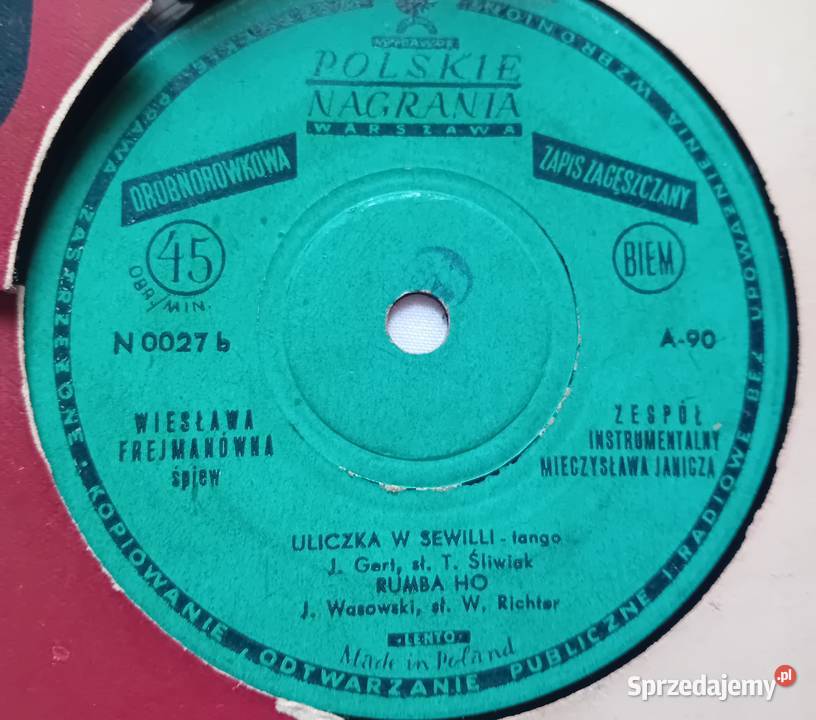 POLSKIE
NAGRANIA
WARSZAWA
DROBNOROWKOWA
ZAPIS ZAGĘSZCZANY
45
OBR/MIN.
BIEM
N 0027 b
A-90
WIESŁAWA
FREJMANÓWNA
śpiew
ZESPÓŁ
INSTRUMENTALNY
MIECZYSŁAWA JANICZA
ULICZKA W SEWILLI - tango
J. Gert, sł. T. Śliwiak
RUMBA HO
J. Wasowski, sł. W. Richter
LENTO
Made in Poland
PRAWA ZASTRZEŻONE • KOPIOWANIE, ODTWARZANIE PUBLICZNE I RADIOWE BEZ UPOWAŻNIENIA WZBRONIONE
Sprzedajemy.pl